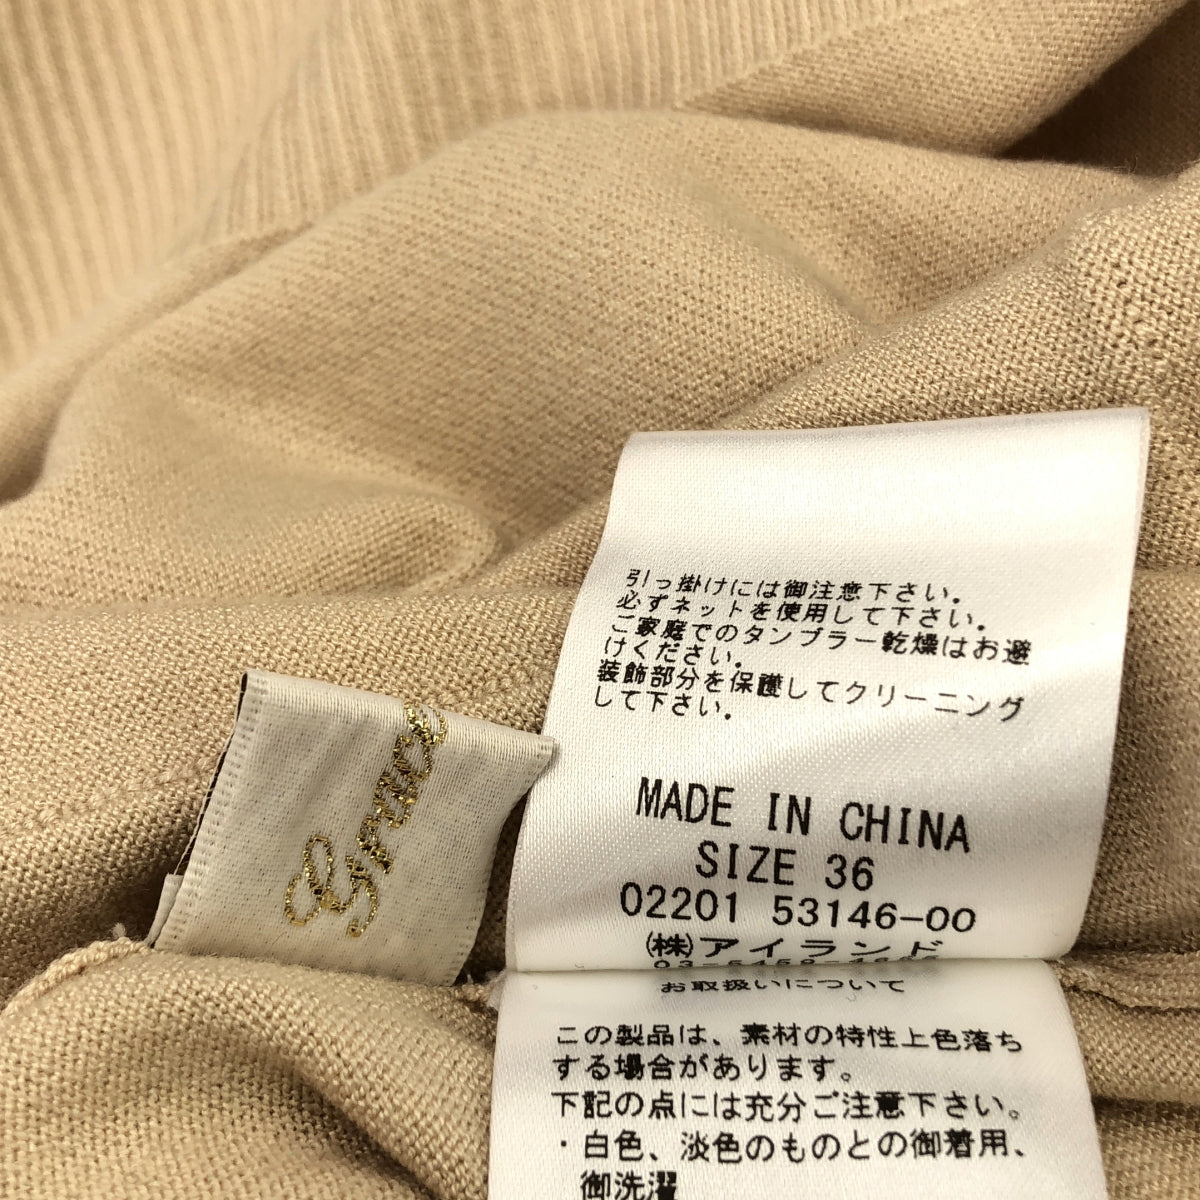 引っ掛けには御注意下さい。
必ずネットを使用して下さい。
ご家庭でのタンブラー乾燥はお避
けください。
装飾部分を保護してクリーニング
して下さい。
MADE IN CHINA
SIZE 36
02201 53146-00
(株)アイランド
お取扱いについて
この製品は、素材の特性上色落ち
する場合があります。
下記の点には充分ご注意下さい。
・白色、淡色のものとの御着用、
御洗濯